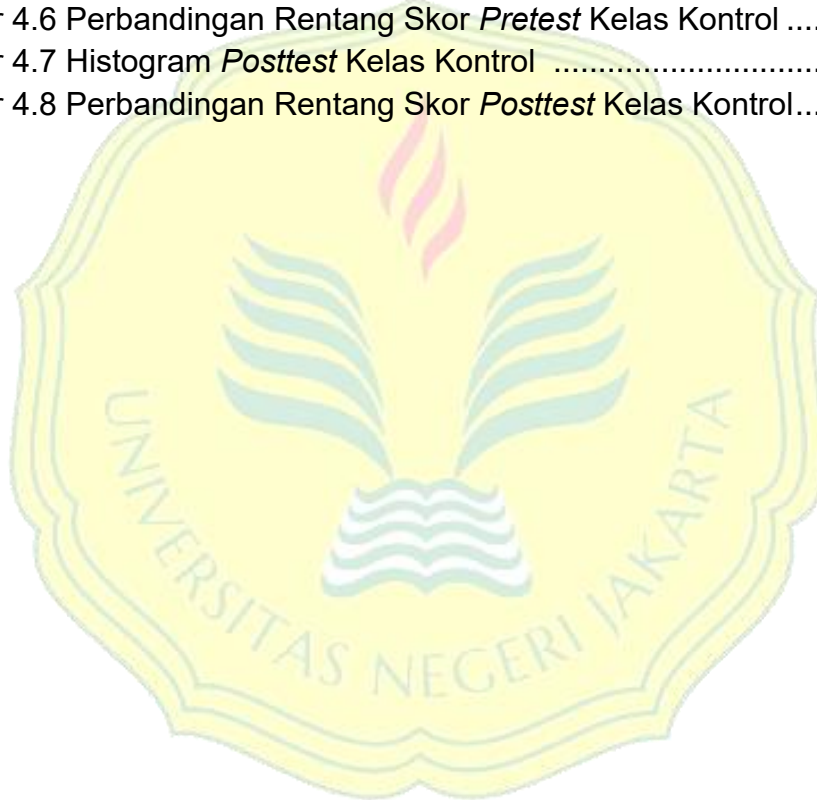 r 4.6 Perbandingan Rentang Skor Pretest Kelas Kontrol ....
r 4.7 Histogram Posttest Kelas Kontrol ..............................
r 4.8 Perbandingan Rentang Skor Posttest Kelas Kontrol...
UNIVERSITAS NEGERI JAKARTA